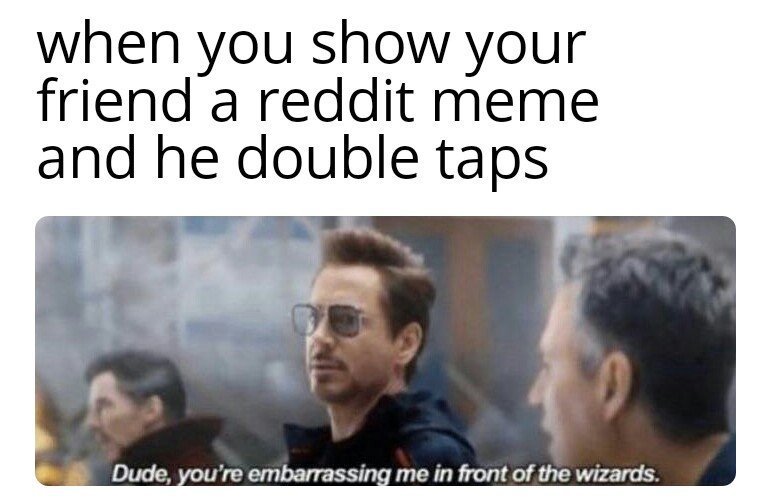 when you show your
friend a reddit meme
and he double taps
Dude, you're embarrassing me in front of the wizards.